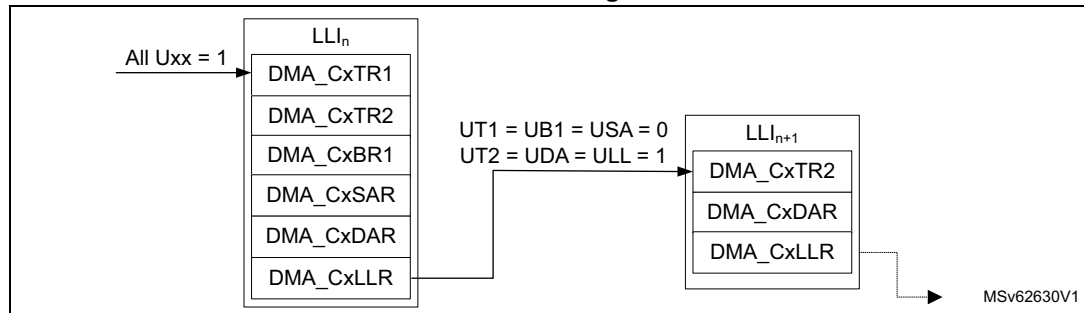 All Uxx = 1
LLIn
DMA_CxTR1
DMA_CxTR2
DMA_CxBR1
DMA_CxSAR
DMA_CxDAR
DMA_CxLLR
UT1 = UB1 = USA = 0
UT2 = UDA = ULL = 1
LLIn+1
DMA_CxTR2
DMA_CxDAR
DMA_CxLLR
MSv62630V1